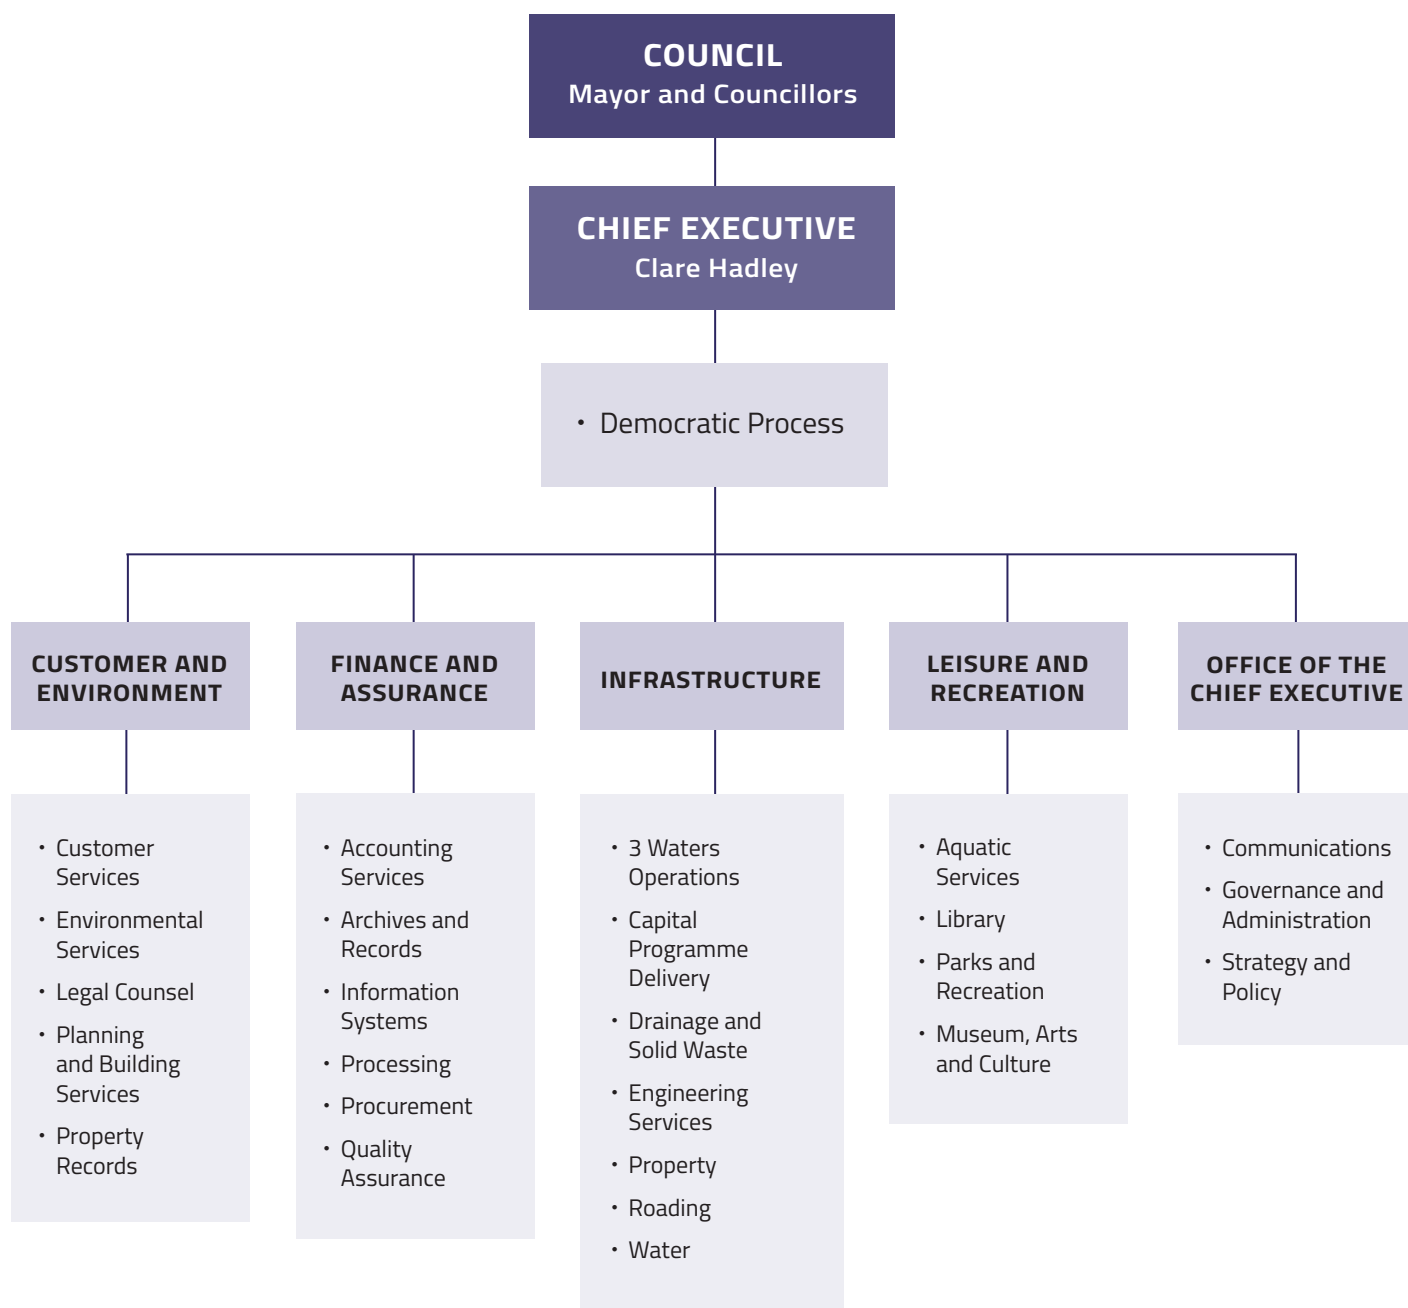 COUNCIL
Mayor and Councillors
CHIEF EXECUTIVE
Clare Hadley
• Democratic Process
CUSTOMER AND
ENVIRONMENT
• Customer
Services
• Environmental
Services
• Legal Counsel
• Planning
and Building
Services
• Property
Records
FINANCE AND
ASSURANCE
• Accounting
Services
• Archives and
Records
• Information
Systems
• Processing
• Procurement
• Quality
Assurance
INFRASTRUCTURE
• 3 Waters
Operations
• Capital
Programme
Delivery
• Drainage and
Solid Waste
• Engineering
Services
• Property
• Roading
• Water
LEISURE AND
RECREATION
• Aquatic
Services
• Library
• Parks and
Recreation
• Museum, Arts
and Culture
OFFICE OF THE
CHIEF EXECUTIVE
• Communications
• Governance and
Administration
• Strategy and
Policy